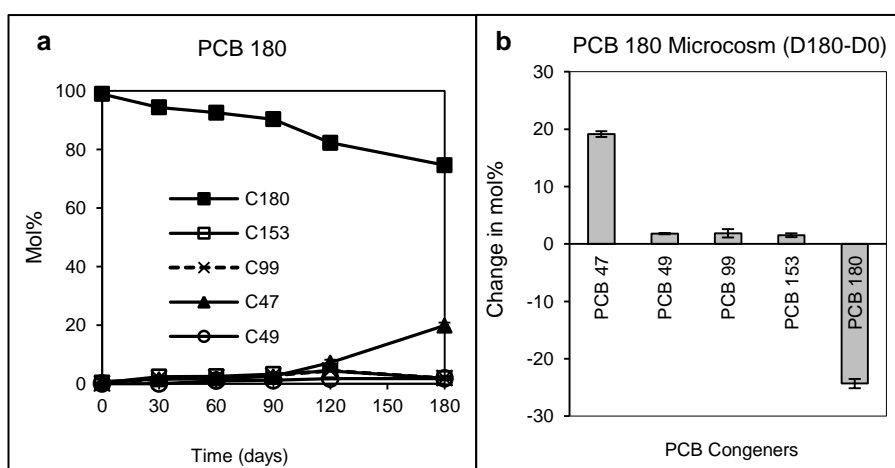 a
PCB 180
Mol%
100
80
60
40
20
0
C180
C153
C99
C47
C49
0 30 60 90 120 150 180
Time (days)
b
PCB 180 Microcosm (D180-D0)
Change in mol%
30
20
10
0
-10
-20
-30
PCB 47
PCB 49
PCB 99
PCB 153
PCB 180
PCB Congeners